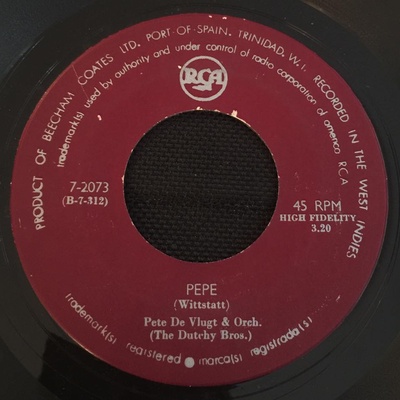 PRODUCT OF BEECHAM COATES LTD. PORT-OF-SPAIN, TRINIDAD, W.I. RECORDED IN THE WEST INDIES
trademark(s) used by authority and under control of radio corporation of america RCA
RCA
7-2073
(B-7-312)
45 RPM
HIGH FIDELITY
3.20
PEPE
(Wittstatt)
Pete De Vlugt & Orch.
(The Dutchy Bros.)
trademark(s) registered • marca(s) registrada(s)